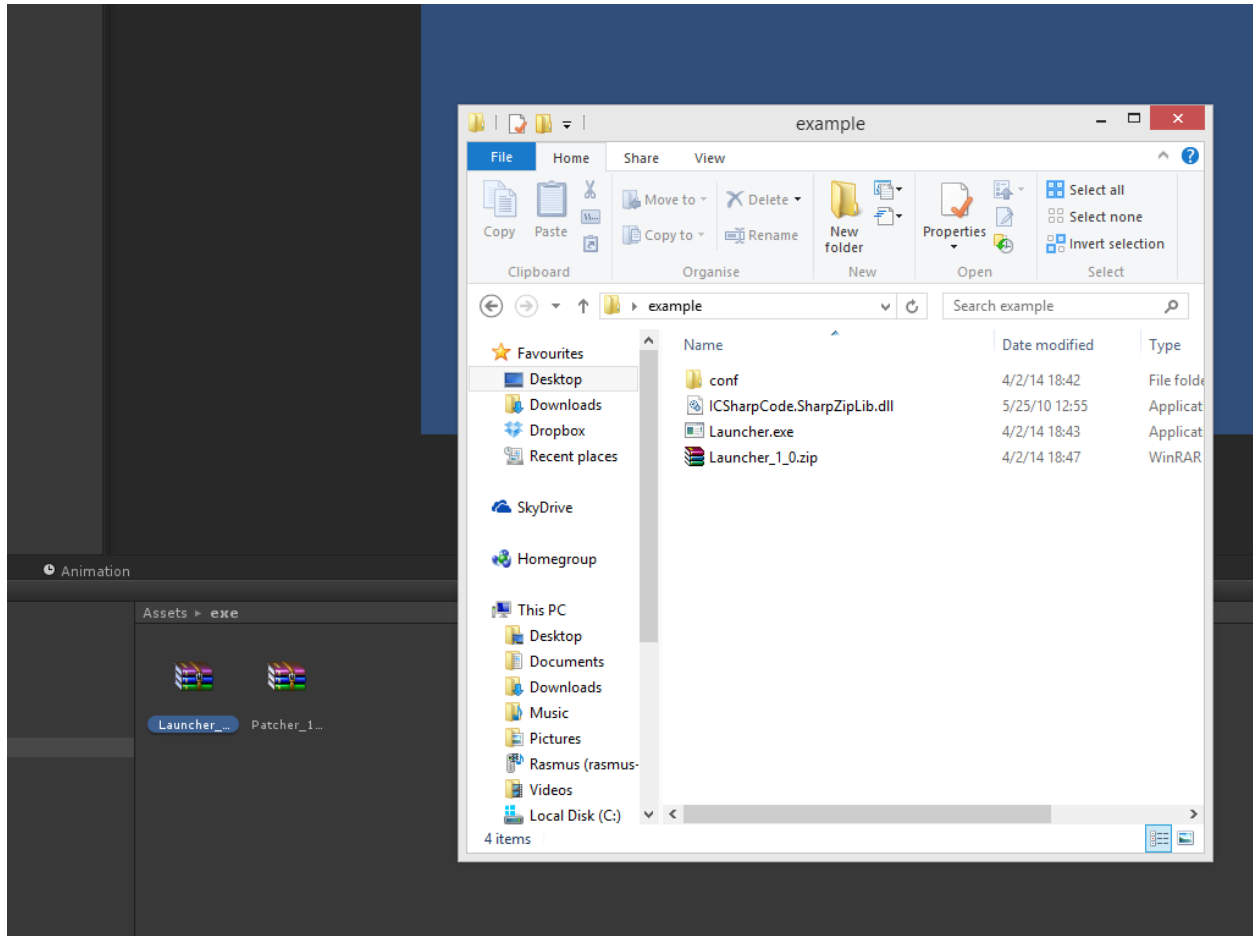 example
File Home Share View
Copy
Paste
Move to
Copy to
Delete
Rename
New
folder
Properties
Select all
Select none
Invert selection
Clipboard Organise New Open Select
example
Search example
Name Date modified Type
Favourites
Desktop
Downloads
Dropbox
Recent places
SkyDrive
Homegroup
This PC
Desktop
Documents
Downloads
Music
Pictures
Rasmus (rasmus-
Videos
Local Disk (C:)
conf 4/2/14 18:42 File folde
ICSharpCode.SharpZipLib.dll 5/25/10 12:55 Applicat
Launcher.exe 4/2/14 18:43 Applicat
Launcher_1_0.zip 4/2/14 18:47 WinRAR
4 items
Animation
Assets ▸ exe
Launcher_... Patcher_1...